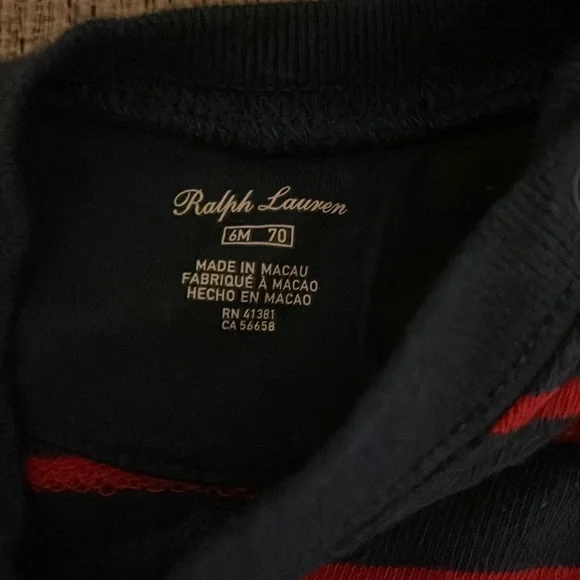 Ralph Lauren
6M 70
MADE IN MACAU
FABRIQUÉ À MACAO
HECHO EN MACAO
RN 41381
CA 56658